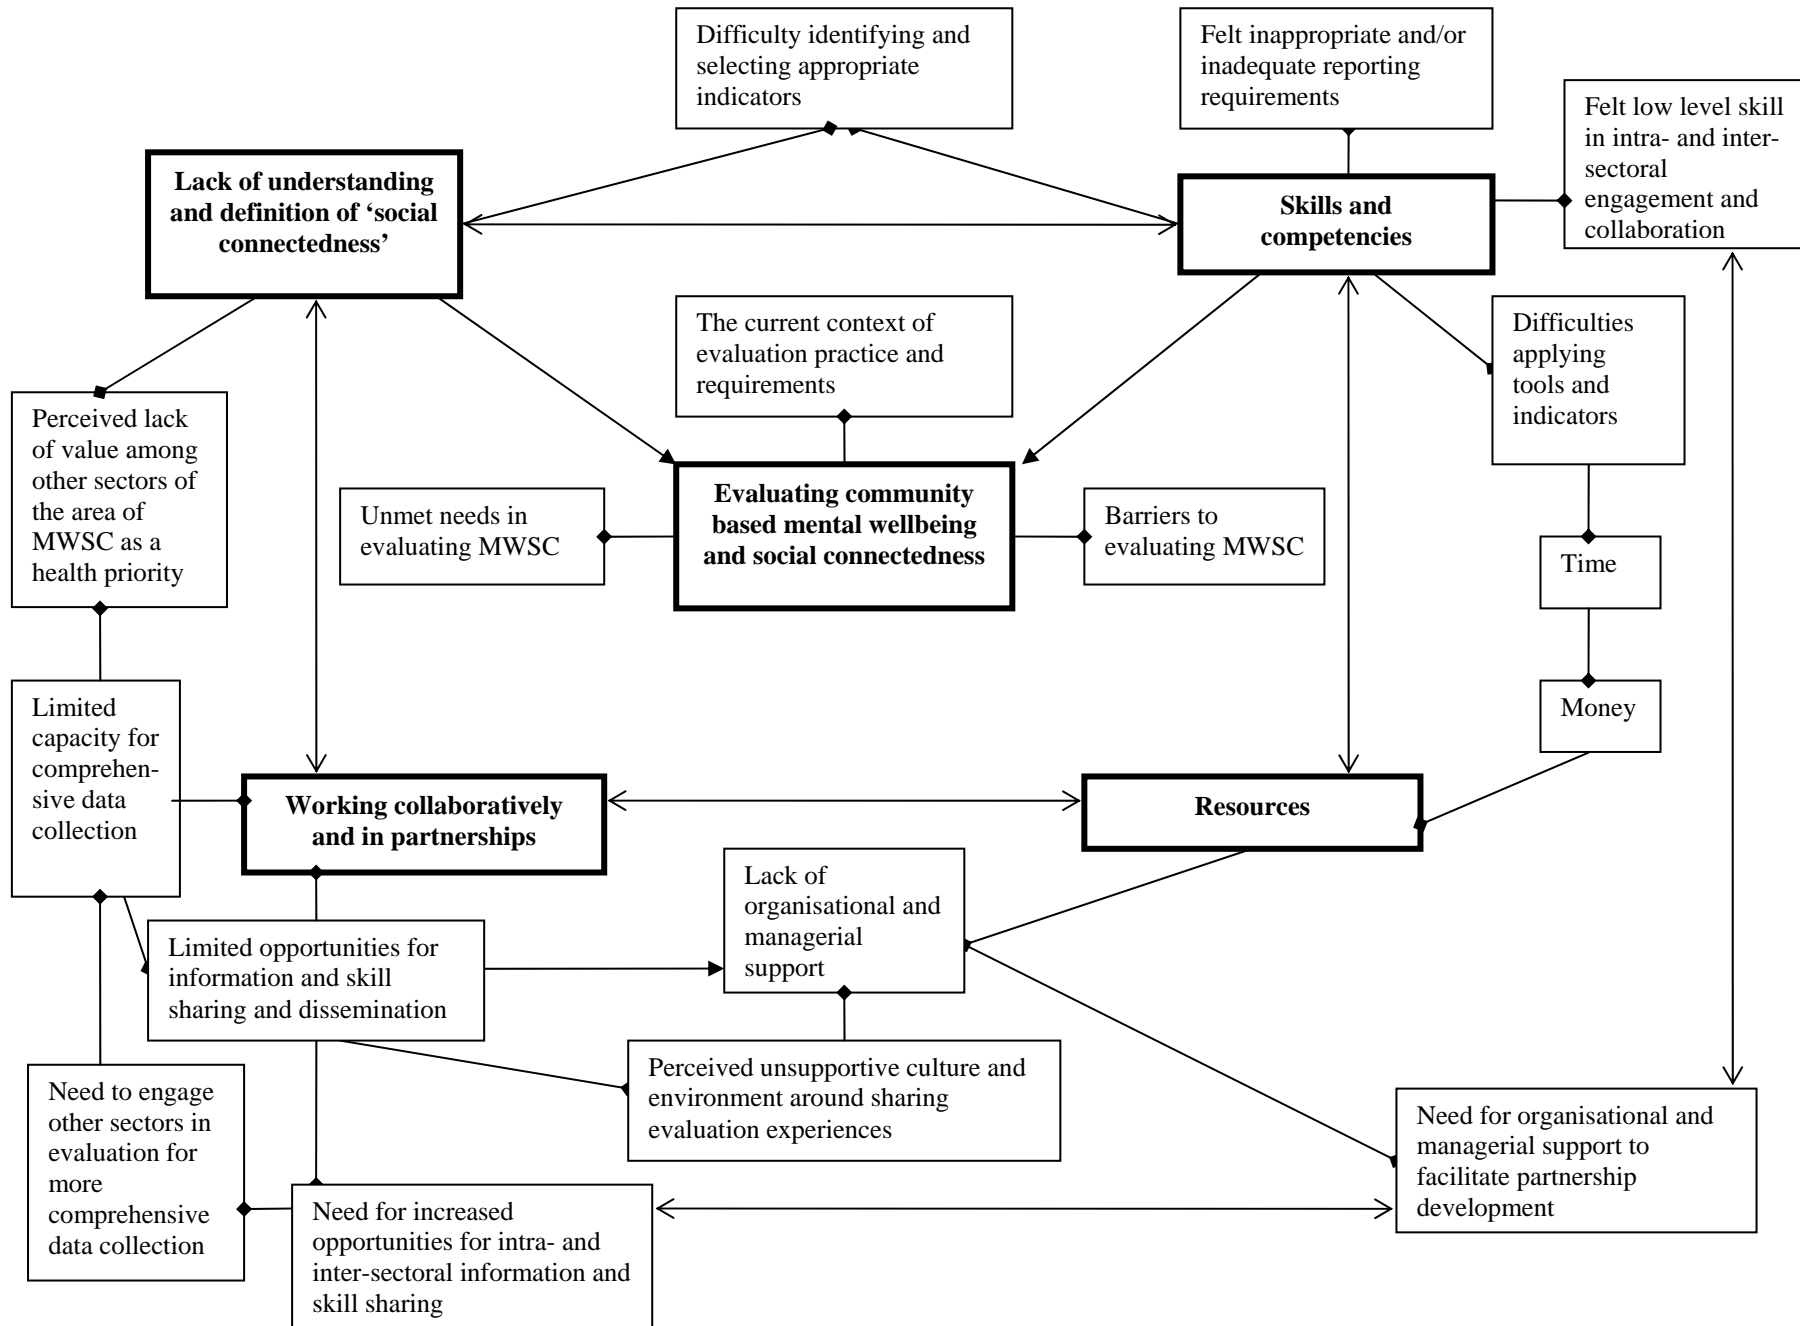 Difficulty identifying and
selecting appropriate
indicators
Felt inappropriate and/or
inadequate reporting
requirements
Felt low level skill
in intra- and inter-
sectoral
engagement and
collaboration
Lack of understanding
and definition of ‘social
connectedness’
Skills and
competencies
The current context of
evaluation practice and
requirements
Difficulties
applying
tools and
indicators
Perceived lack
of value among
other sectors of
the area of
MWSC as a
health priority
Unmet needs in
evaluating MWSC
Evaluating community
based mental wellbeing
and social connectedness
Barriers to
evaluating MWSC
Time
Money
Limited
capacity for
comprehen-
sive data
collection
Working collaboratively
and in partnerships
Resources
Lack of
organisational and
managerial
support
Limited opportunities for
information and skill
sharing and dissemination
Perceived unsupportive culture and
environment around sharing
evaluation experiences
Need to engage
other sectors in
evaluation for
more
comprehensive
data collection
Need for organisational and
managerial support to
facilitate partnership
development
Need for increased
opportunities for intra- and
inter-sectoral information and
skill sharing